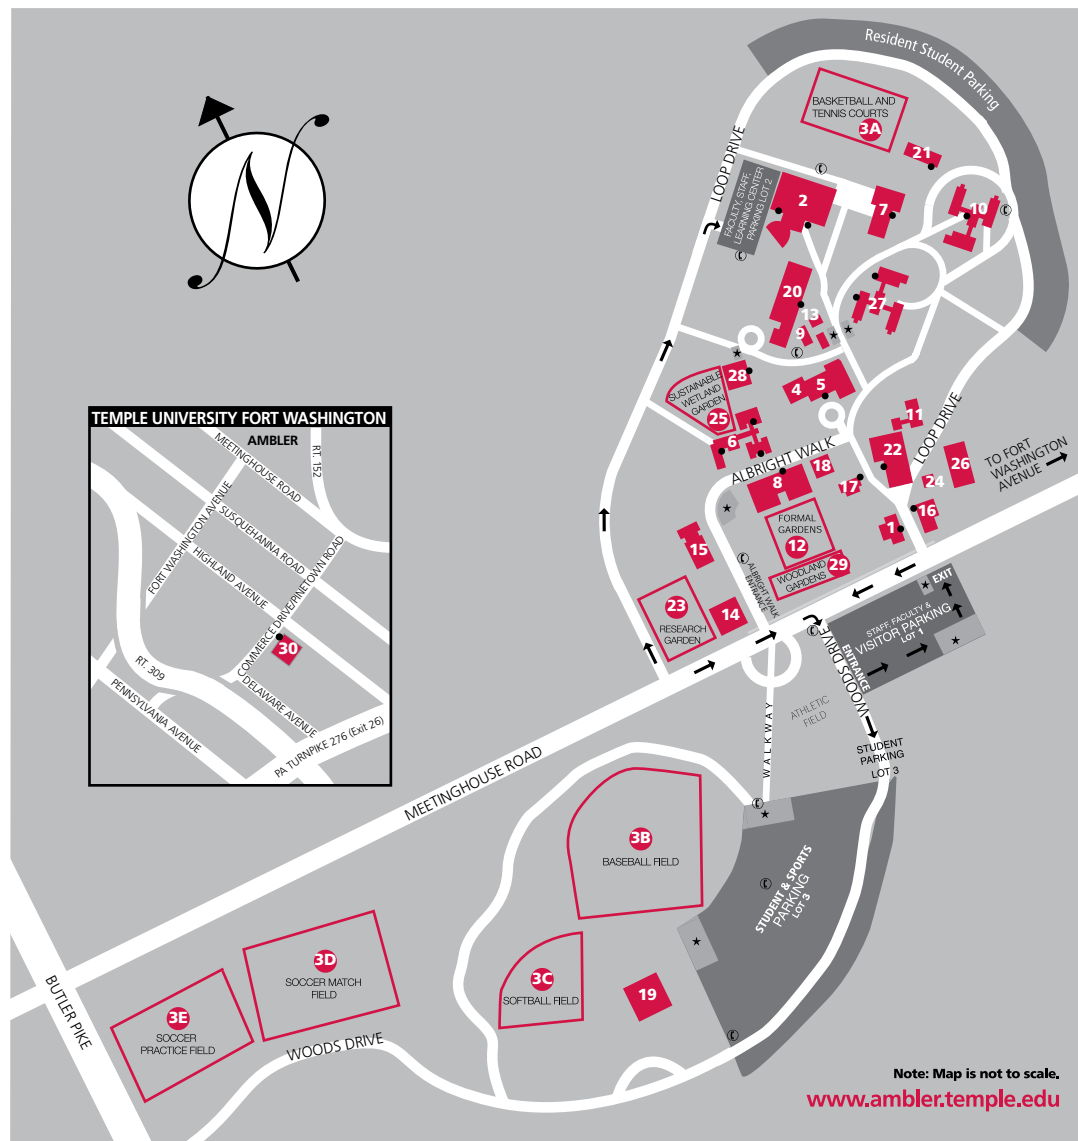 Resident Student Parking
BASKETBALL AND
TENNIS COURTS
3A
21
LOOP DRIVE
FACULTY, STAFF,
LEARNING CENTER
PARKING LOT 2
2
7
10
N
20
13
9
27
28
4
5
SUSTAINABLE
WETLAND
GARDEN
25
6
11
LOOP DRIVE
ALBRIGHT WALK
22
26
TO FORT
WASHINGTON
AVENUE
18
8
17
24
16
1
FORMAL
GARDENS
12
15
WOODLAND
GARDENS
29
ALBRIGHT WALK
ENTRANCE
23
RESEARCH
GARDEN
14
EXIT
STAFF, FACULTY &
VISITOR PARKING
LOT 1
ENTRANCE
WOODS DRIVE
ATHLETIC
FIELD
WALKWAY
STUDENT
PARKING
LOT 3
TEMPLE UNIVERSITY FORT WASHINGTON
AMBLER
MEETINGHOUSE ROAD
RT. 152
FORT WASHINGTON AVENUE
SUSQUEHANNA ROAD
HIGHLAND AVENUE
COMMERCE DRIVE/PINETOWN ROAD
30
RT. 309
DELAWARE AVENUE
PENNSYLVANIA AVENUE
PA TURNPIKE 276 (Exit 26)
MEETINGHOUSE ROAD
3B
BASEBALL FIELD
STUDENT & SPORTS
PARKING
LOT 3
3D
SOCCER MATCH
FIELD
3C
SOFTBALL FIELD
19
3E
SOCCER
PRACTICE FIELD
BUTLER PIKE
WOODS DRIVE
Note: Map is not to scale.
www.ambler.temple.edu